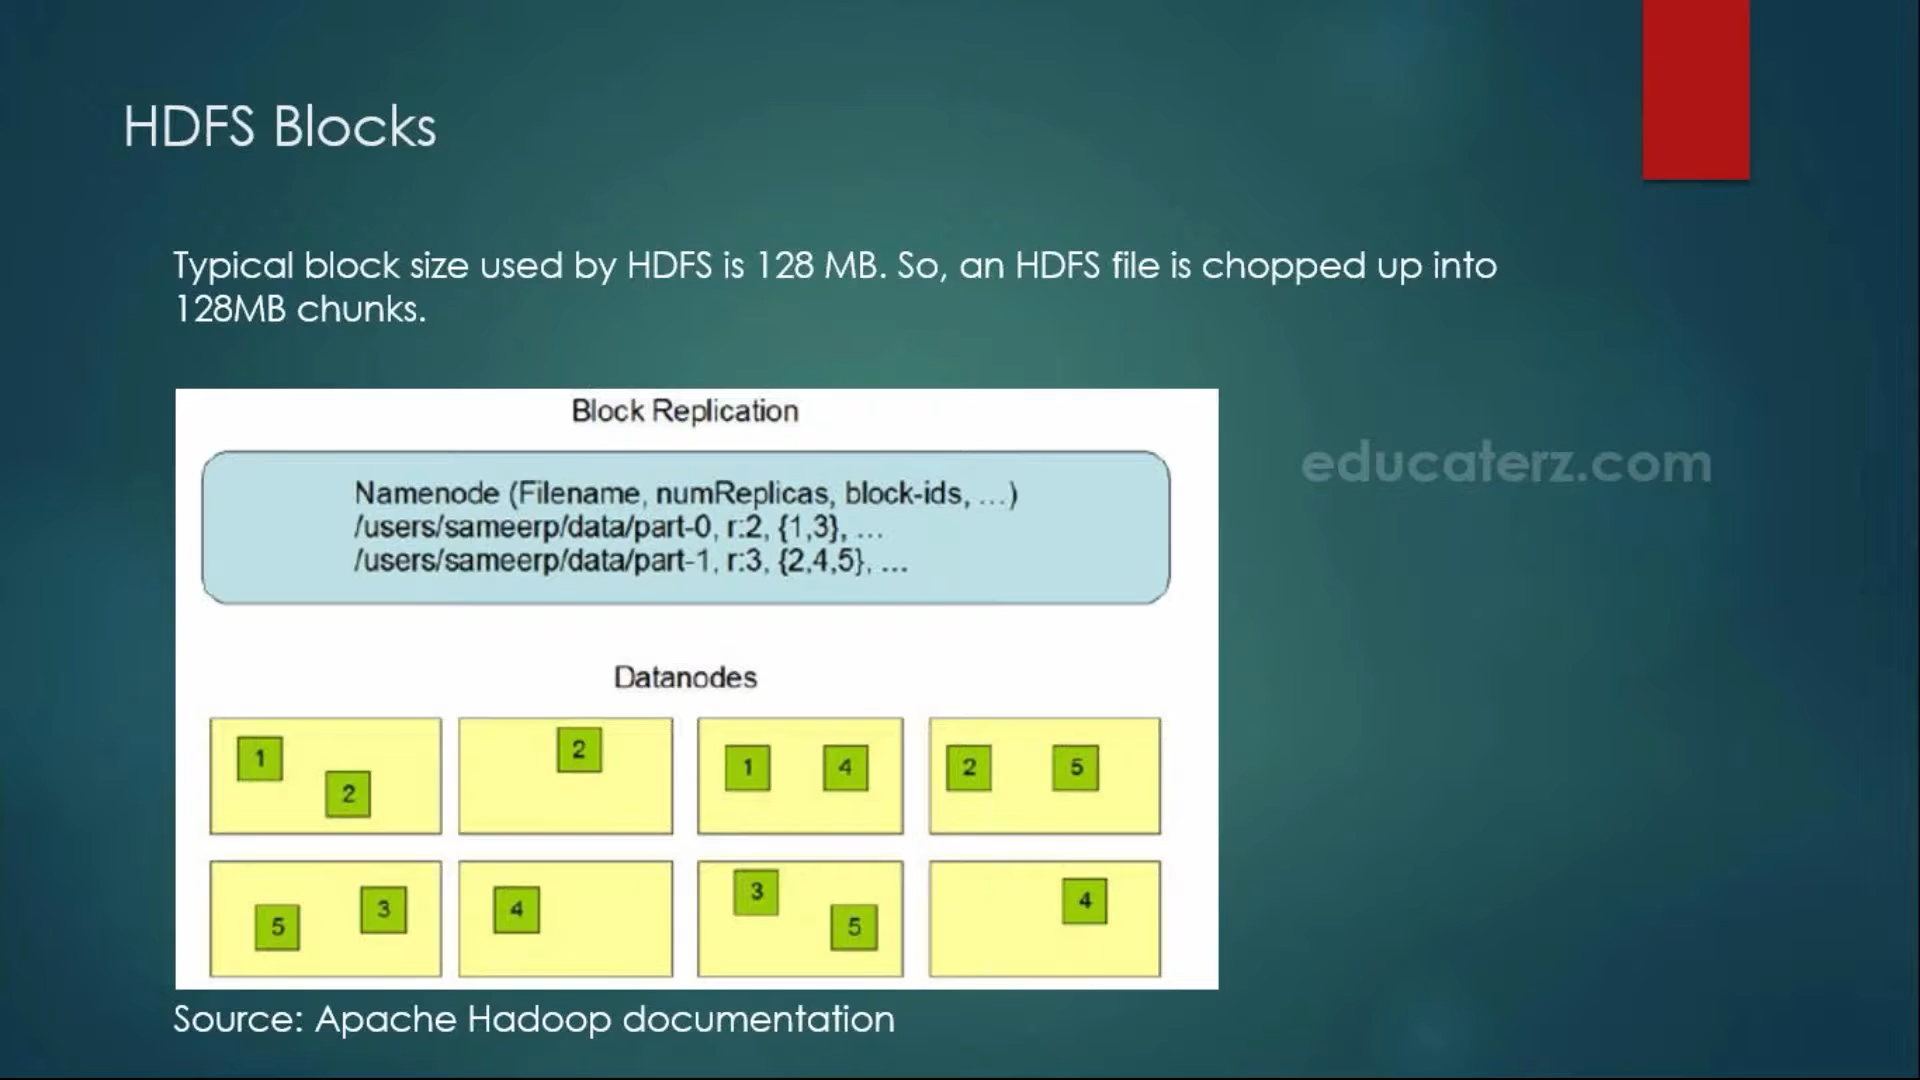 HDFS Blocks
Typical block size used by HDFS is 128 MB. So, an HDFS file is chopped up into
128MB chunks.
Block Replication
Namenode (Filename, numReplicas, block-ids, ...)
/users/sameerp/data/part-0, r:2, {1,3}, ...
/users/sameerp/data/part-1, r:3, {2,4,5}, ...
educaterz.com
Datanodes
1
2
2
1 4
2 5
5 3
4
3
5
4
Source: Apache Hadoop documentation